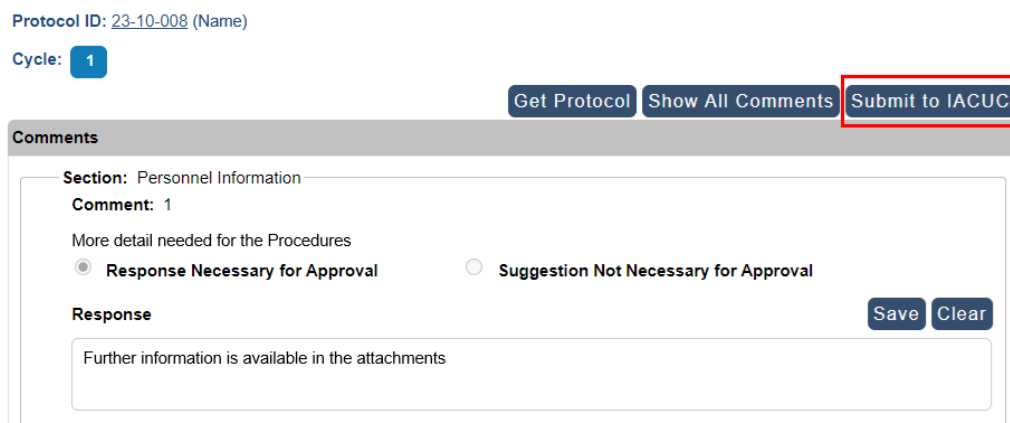 Protocol ID: 23-10-008 (Name)
Cycle: 1
Get Protocol Show All Comments Submit to IACUC
Comments
Section: Personnel Information
Comment: 1
More detail needed for the Procedures
Response Necessary for Approval Suggestion Not Necessary for Approval
Response Save Clear
Further information is available in the attachments